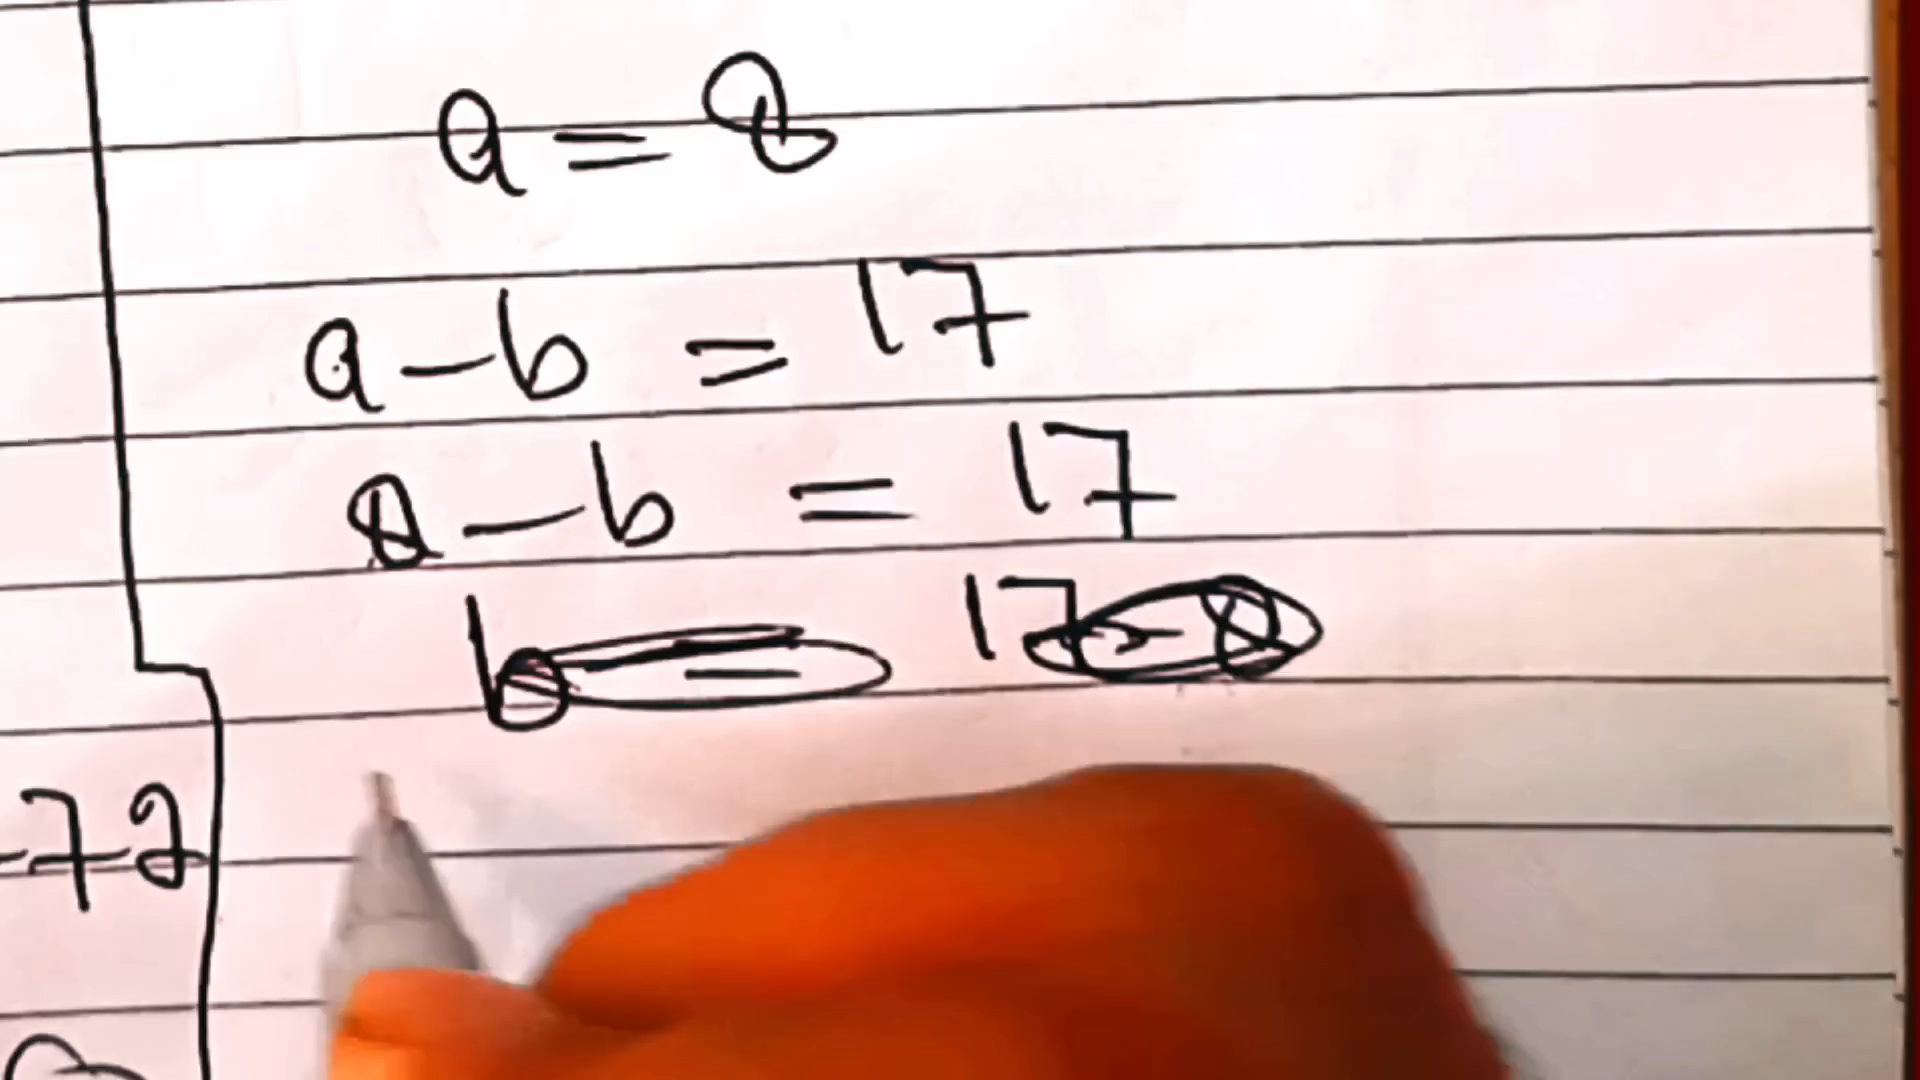 a = 8
a - b = 17
8 - b = 17
b = 17 - 8
-72